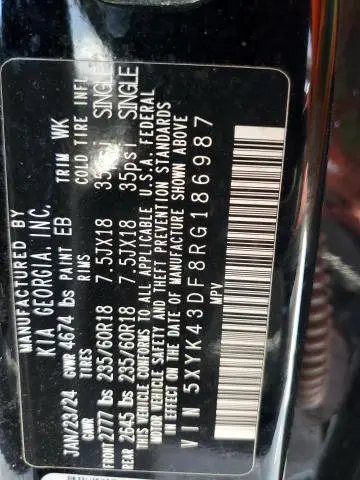 MANUFACTURED BY
KIA GEORGIA, INC.
JAN/23/24 GVWR 4674 lbs PAINT EB TRIM WK
GAWR TIRES RIMS COLD TIRE INFL
FRONT 2777 lbs 235/60R18 7.5JX18 35psi SINGLE
REAR 2645 lbs 235/60R18 7.5JX18 35psi SINGLE
THIS VEHICLE CONFORMS TO ALL APPLICABLE U.S.A. FEDERAL
MOTOR VEHICLE SAFETY AND THEFT PREVENTION STANDARDS
IN EFFECT ON THE DATE OF MANUFACTURE SHOWN ABOVE
VIN 5XYK43DF8RG186987
MPV